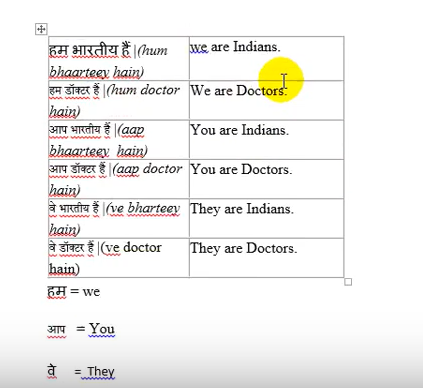 हम भारतीय हैं |(hum bhaarteey hain) we are Indians.
हम डॉक्टर हैं |(hum doctor hain) We are Doctors.
आप भारतीय हैं |(aap bhaarteey hain) You are Indians.
आप डॉक्टर हैं |(aap doctor hain) You are Doctors.
वे भारतीय हैं |(ve bharteey hain) They are Indians.
वे डॉक्टर हैं |(ve doctor hain) They are Doctors.
हम = we
आप = You
वे = They